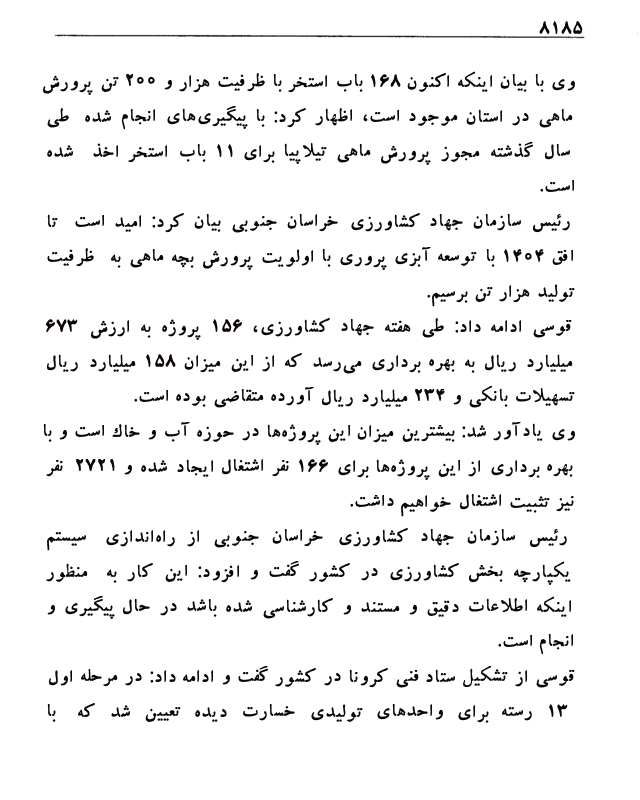 ۸۱۸۵
وی با بیان اینکه اکنون ۱۶۸ باب استخر با ظرفیت هزار و ۲۰۰ تن پرورش
ماهی در استان موجود است، اظهار کرد: با پیگیری‌های انجام شده طی
سال گذشته مجوز پرورش ماهی تیلاپیا برای ۱۱ باب استخر اخذ شده
است.
رئیس سازمان جهاد کشاورزی خراسان جنوبی بیان کرد: امید است تا
افق ۱۴۰۴ با توسعه آبزی پروری با اولویت پرورش بچه ماهی به ظرفیت
تولید هزار تن برسیم.
قوسی ادامه داد: طی هفته جهاد کشاورزی، ۱۵۶ پروژه به ارزش ۶۷۳
میلیارد ریال به بهره برداری می‌رسد که از این میزان ۱۵۸ میلیارد ریال
تسهیلات بانکی و ۲۳۴ میلیارد ریال آورده متقاضی بوده است.
وی یادآور شد: بیشترین میزان این پروژه‌ها در حوزه آب و خاك است و با
بهره برداری از این پروژه‌ها برای ۱۶۶ نفر اشتغال ایجاد شده و ۲۷۲۱ نفر
نیز تثبیت اشتغال خواهیم داشت.
رئیس سازمان جهاد کشاورزی خراسان جنوبی از راه‌اندازی سیستم
یکپارچه بخش کشاورزی در کشور گفت و افزود: این کار به منظور
اینکه اطلاعات دقیق و مستند و کارشناسی شده باشد در حال پیگیری و
انجام است.
قوسی از تشکیل ستاد فنی کرونا در کشور گفت و ادامه داد: در مرحله اول
۱۳ رسته برای واحدهای تولیدی خسارت دیده تعیین شد که با